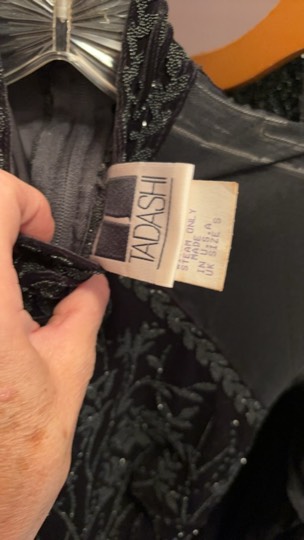 TADASHI
STEAM ONLY
MADE
IN U.S.A
UK SIZE S